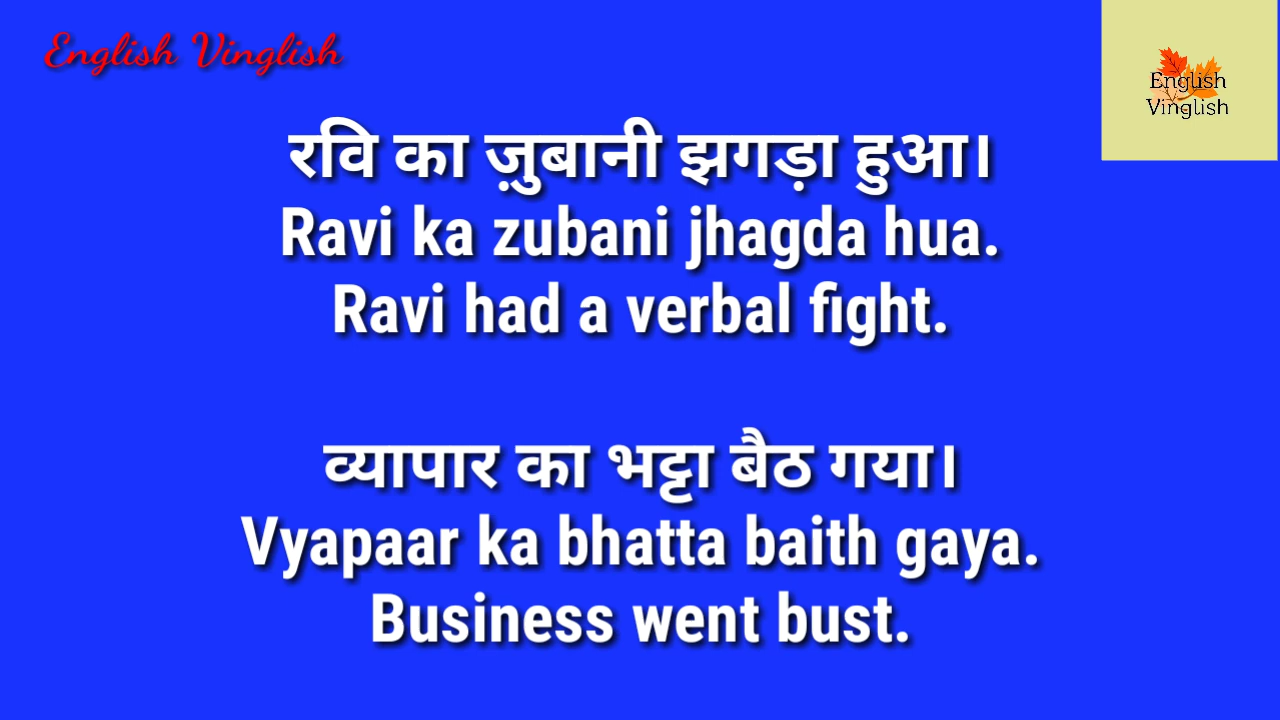 English Vinglish
English
Vinglish
रवि का ज़ुबानी झगड़ा हुआ।
Ravi ka zubani jhagda hua.
Ravi had a verbal fight.
व्यापार का भट्टा बैठ गया।
Vyapaar ka bhatta baith gaya.
Business went bust.